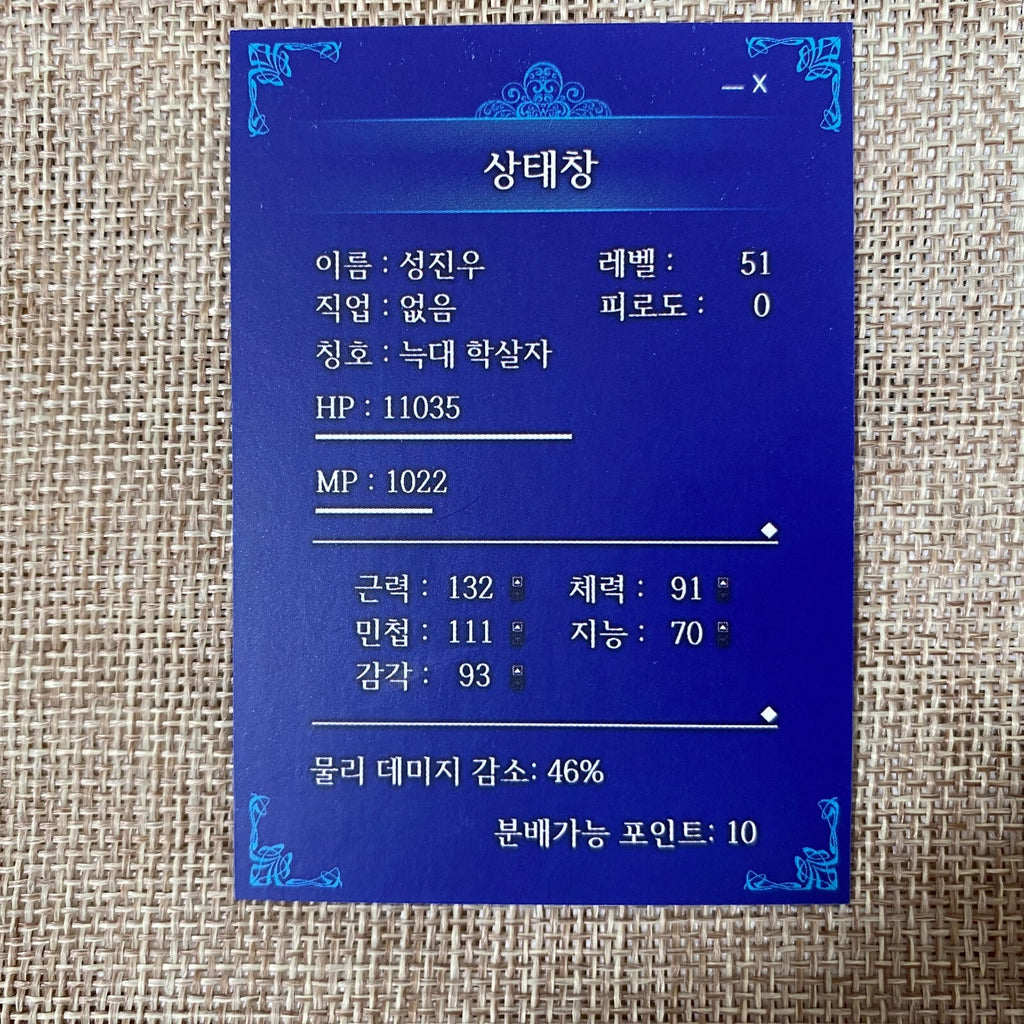 — X
상태창
이름 : 성진우 레벨 : 51
직업 : 없음 피로도 : 0
칭호 : 늑대 학살자
HP : 11035
MP : 1022
근력 : 132 체력 : 91
민첩 : 111 지능 : 70
감각 : 93
물리 데미지 감소: 46%
분배가능 포인트: 10